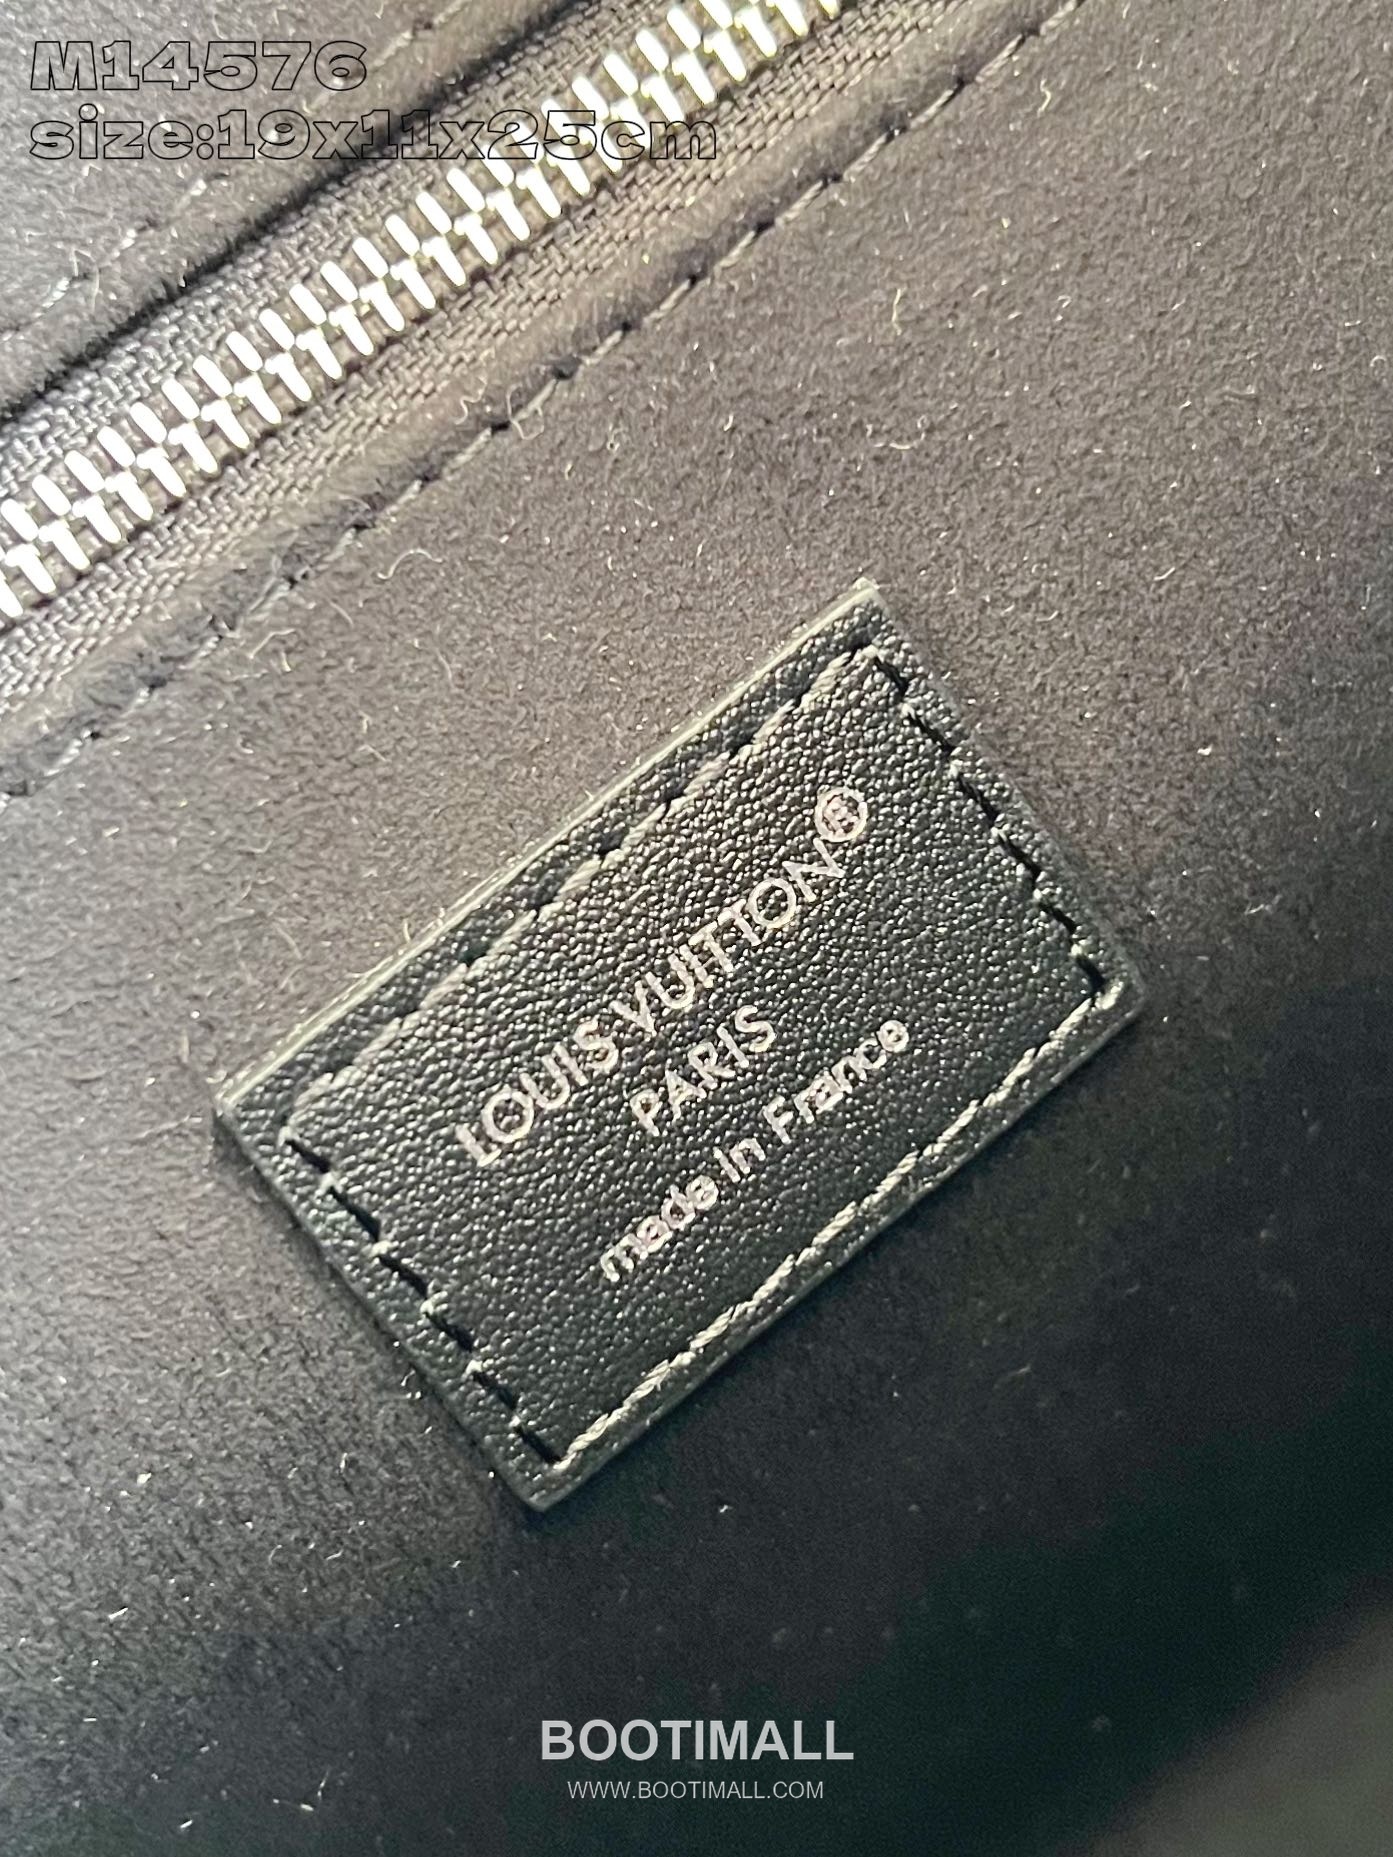 M14576
size:19x11x25cm
LOUIS VUITTON®
PARIS
made in France
BOOTIMALL
WWW.BOOTIMALL.COM